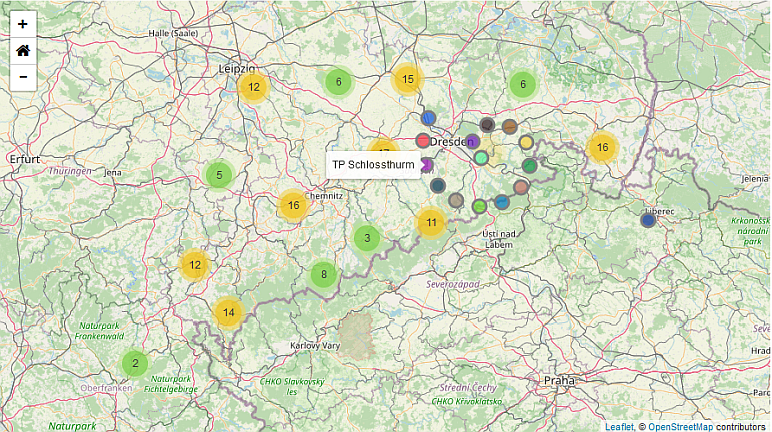 +
−
Halle (Saale)
Leipzig
12
6
15
6
Dresden
16
Erfurt
Thüringen
Jena
5
TP Schlossthurm
Chemnitz
16
11
Liberec
Jelenia
Krkonošský
národní
park
3
Ústí nad
Labem
12
8
Severozápad
14
Karlovy Vary
Naturpark
Frankenwald
2
Oberfranken
Naturpark
Fichtelgebirge
CHKO Slavkovský
les
Praha
Střední Čechy
CHKO Křivoklátsko
Hrad
Naturpark
Leaflet, © OpenStreetMap contributors